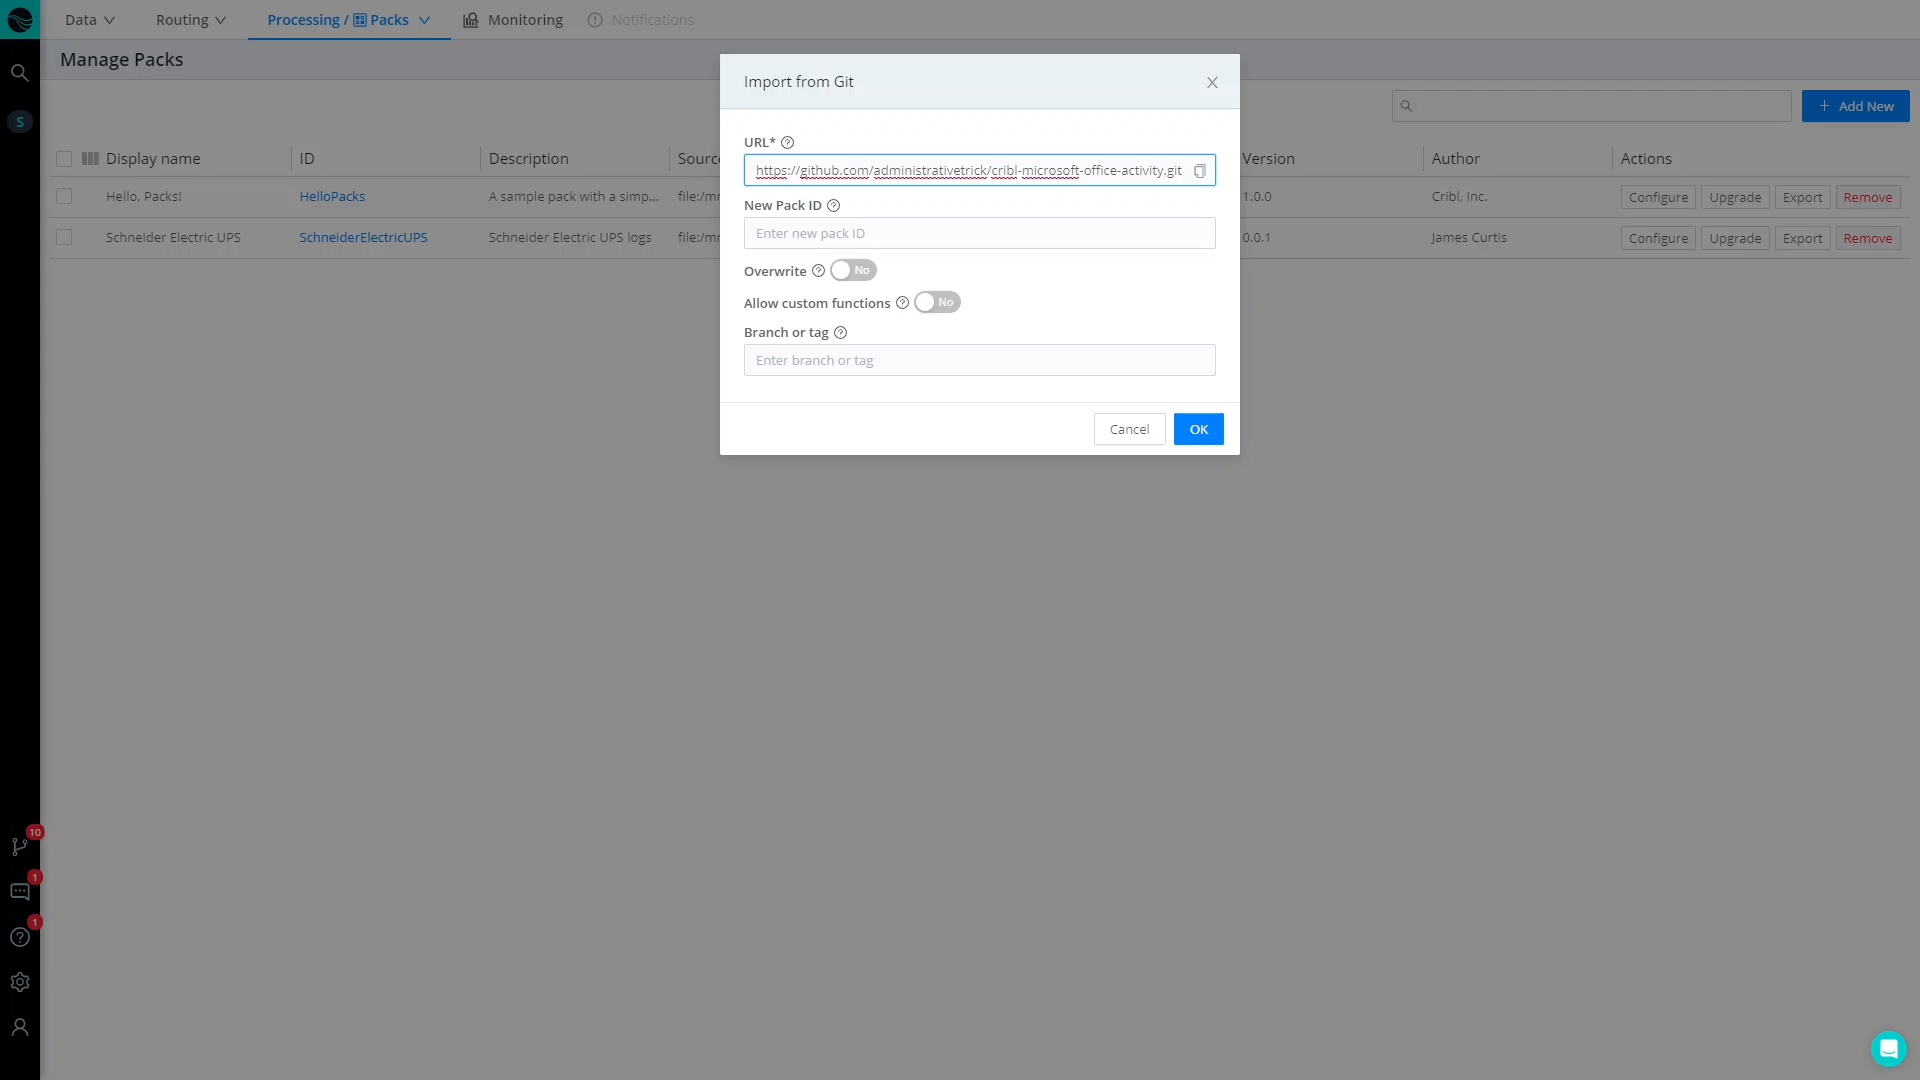 Data Routing Processing / Packs Monitoring Notifications
Manage Packs
S
Import from Git
Add New
Display name ID Description Source Version Author Actions
Hello, Packs! HelloPacks A sample pack with a simp... file:/mr 1.0.0 Cribl, Inc. Configure Upgrade Export Remove
Schneider Electric UPS SchneiderElectricUPS Schneider Electric UPS logs file:/mr 0.0.1 James Curtis Configure Upgrade Export Remove
URL*
https://github.com/administrativetrick/cribl-microsoft-office-activity.git
New Pack ID
Enter new pack ID
Overwrite No
Allow custom functions No
Branch or tag
Enter branch or tag
Cancel OK
10
1
1